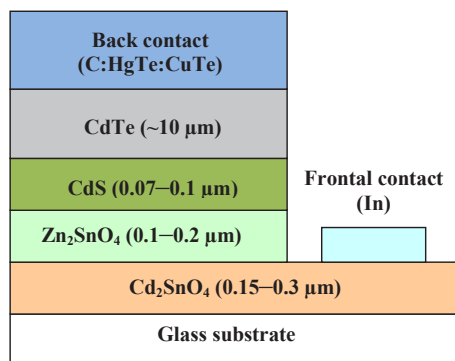 Back contact
(C:HgTe:CuTe)
CdTe (~10 µm)
CdS (0.07–0.1 µm)
Frontal contact
(In)
Zn₂SnO₄ (0.1–0.2 µm)
Cd₂SnO₄ (0.15–0.3 µm)
Glass substrate